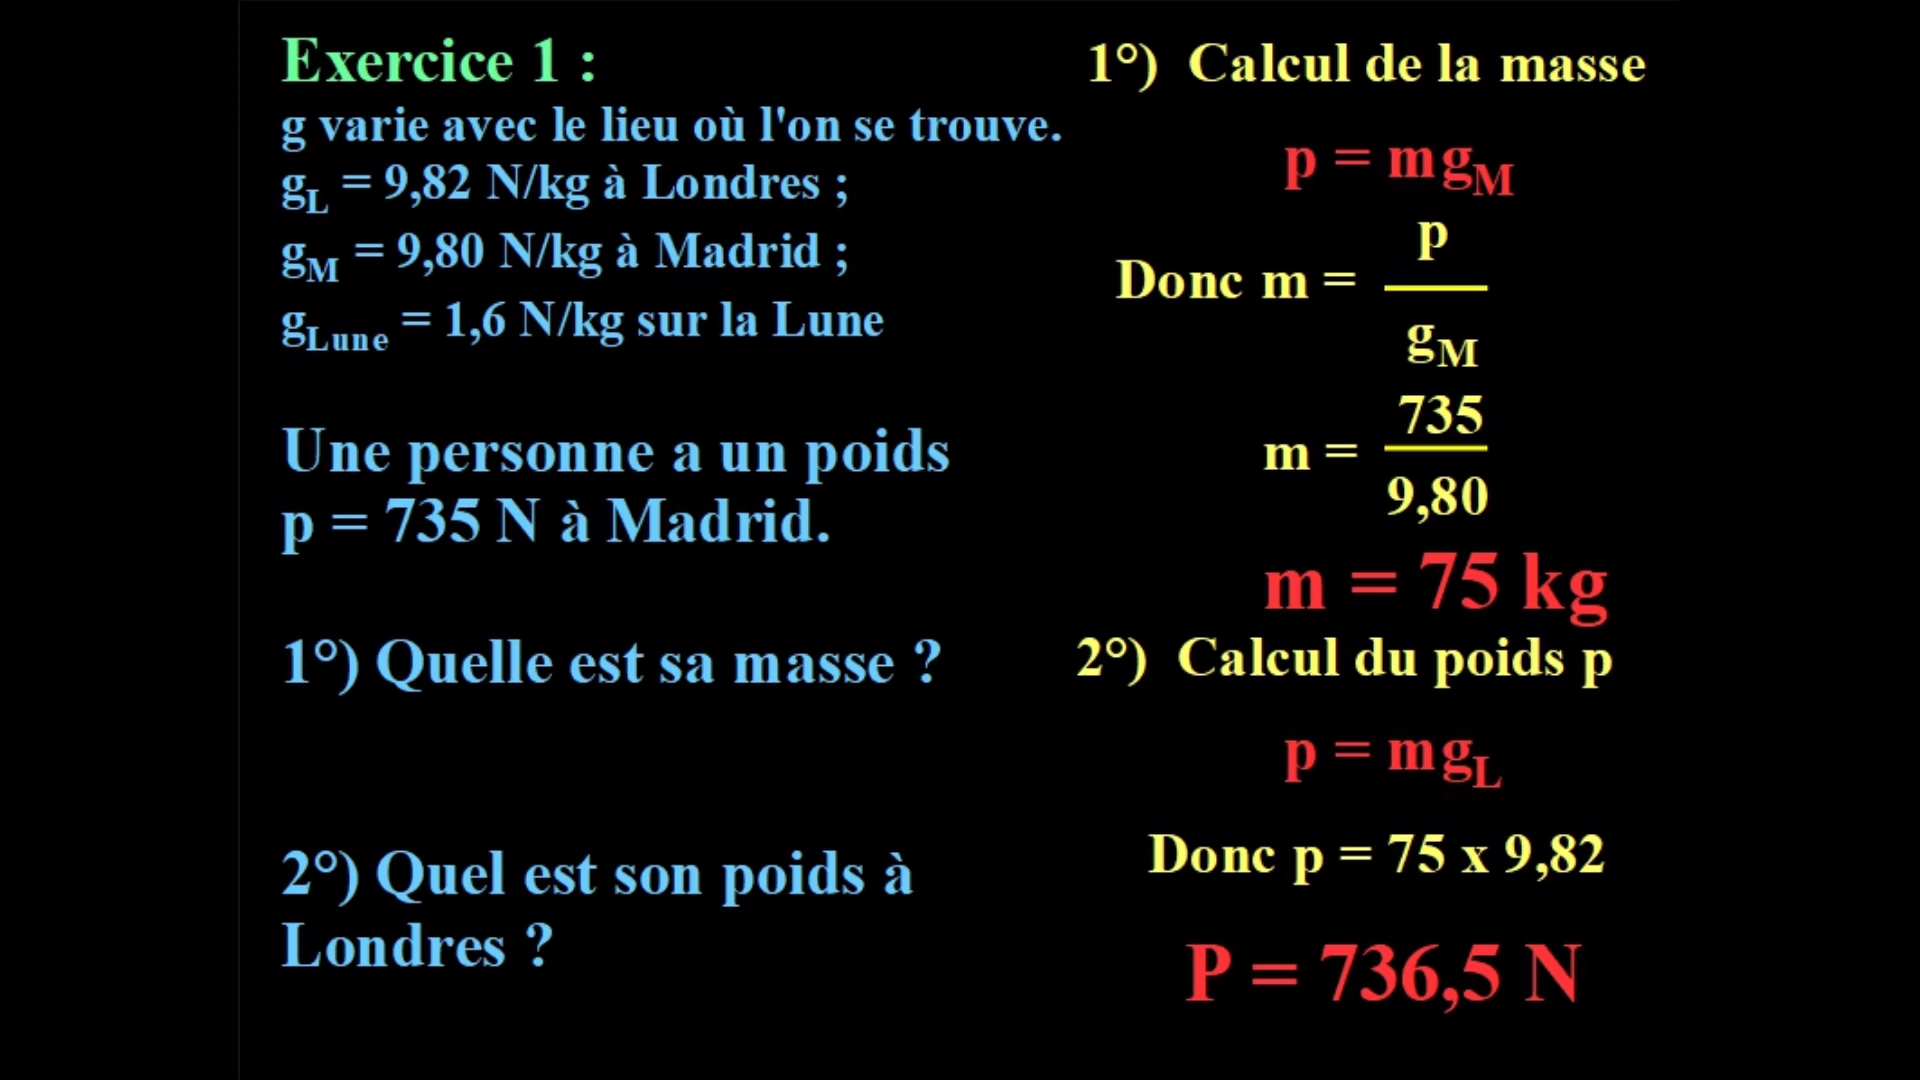 Exercice 1 :
g varie avec le lieu où l'on se trouve.
gL = 9,82 N/kg à Londres ;
gM = 9,80 N/kg à Madrid ;
gLune = 1,6 N/kg sur la Lune
Une personne a un poids
p = 735 N à Madrid.
1°) Quelle est sa masse ?
2°) Quel est son poids à
Londres ?
1°) Calcul de la masse
p = mgM
p
Donc m =
gM
735
m =
9,80
m = 75 kg
2°) Calcul du poids p
p = mgL
Donc p = 75 x 9,82
P = 736,5 N